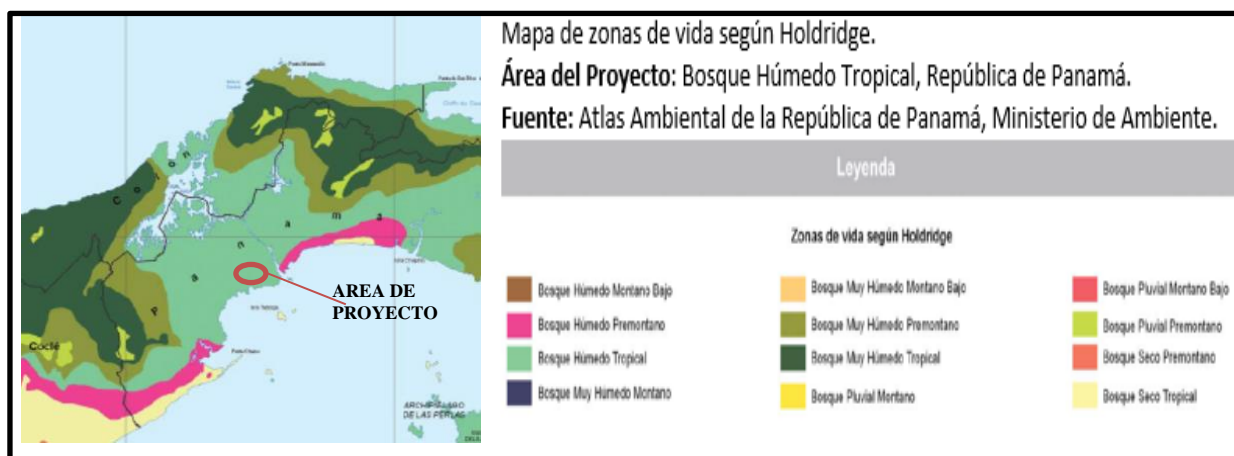 Mapa de zonas de vida según Holdridge.
Área del Proyecto: Bosque Húmedo Tropical, República de Panamá.
Fuente: Atlas Ambiental de la República de Panamá, Ministerio de Ambiente.
Leyenda
Zonas de vida según Holdridge
Bosque Húmedo Montano Bajo
Bosque Húmedo Premontano
Bosque Húmedo Tropical
Bosque Muy Húmedo Montano
Bosque Muy Húmedo Montano Bajo
Bosque Muy Húmedo Premontano
Bosque Muy Húmedo Tropical
Bosque Pluvial Montano
Bosque Pluvial Montano Bajo
Bosque Pluvial Premontano
Bosque Seco Premontano
Bosque Seco Tropical
Colón
Panamá
Coclé
AREA DE
PROYECTO
ARCHIPIÉLAGO
DE LAS PERLAS